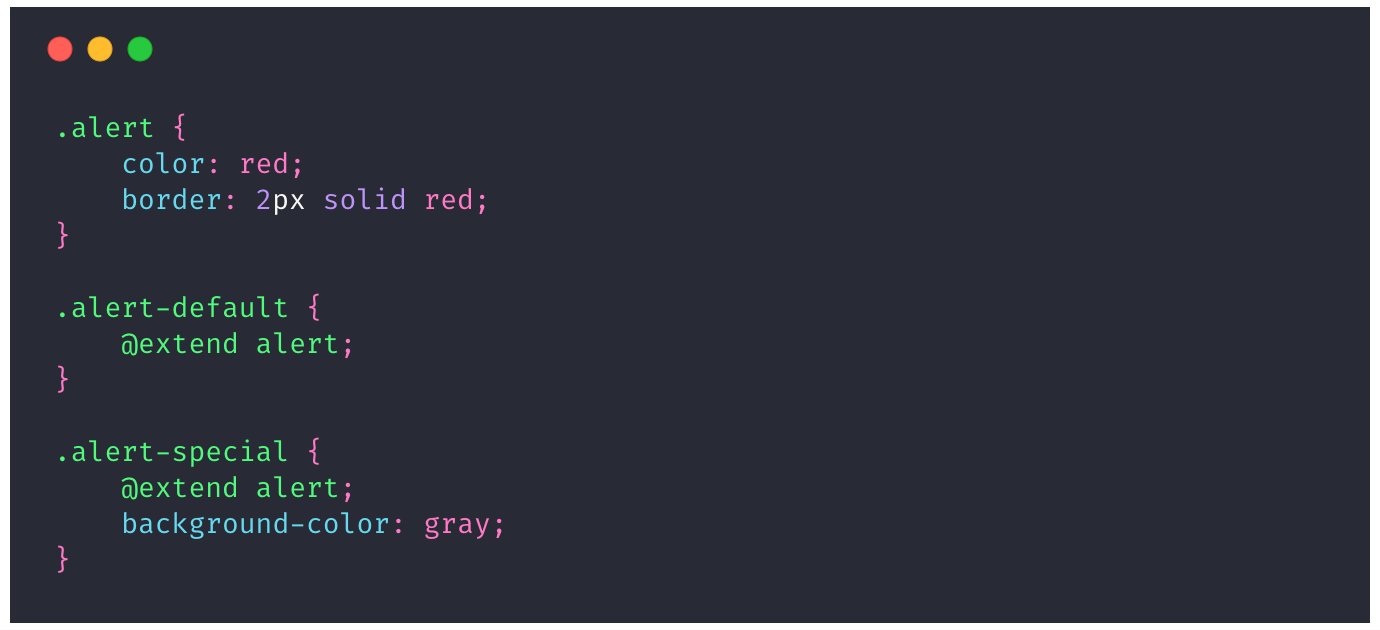 .alert {
    color: red;
    border: 2px solid red;
}

.alert-default {
    @extend alert;
}

.alert-special {
    @extend alert;
    background-color: gray;
}